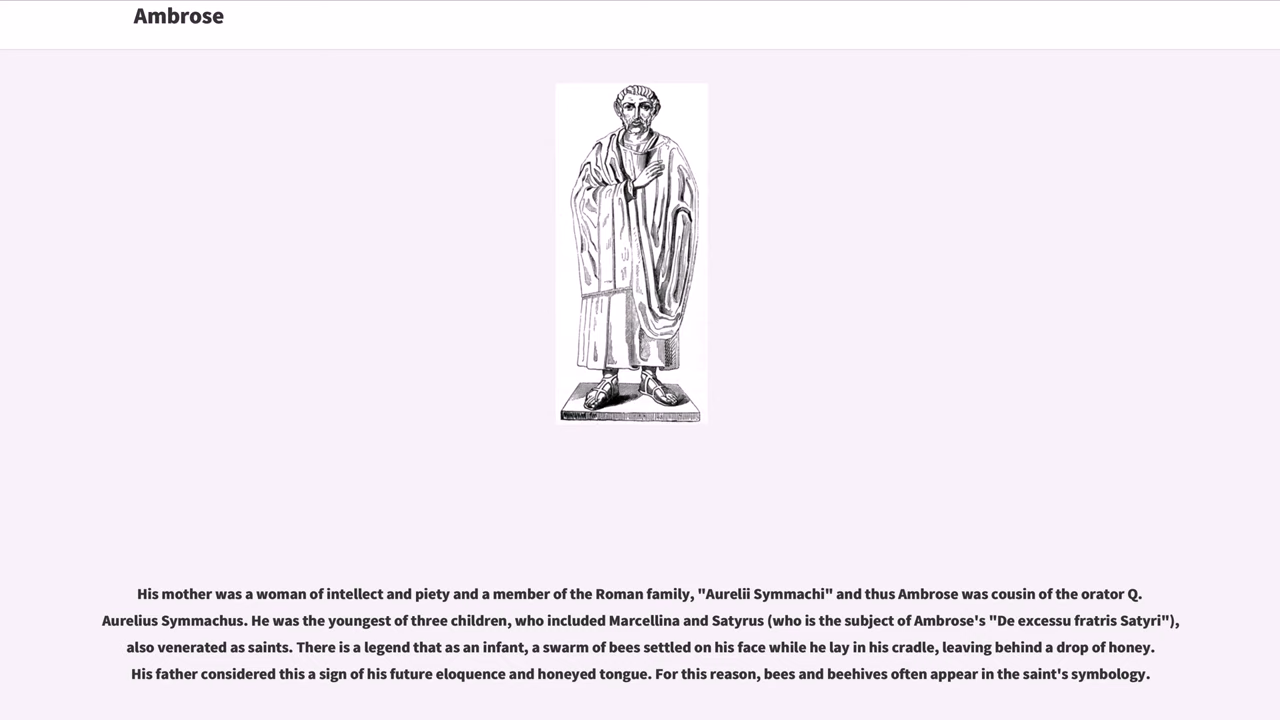 Ambrose
His mother was a woman of intellect and piety and a member of the Roman family, "Aurelii Symmachi" and thus Ambrose was cousin of the orator Q.
Aurelius Symmachus. He was the youngest of three children, who included Marcellina and Satyrus (who is the subject of Ambrose's "De excessu fratris Satyri"),
also venerated as saints. There is a legend that as an infant, a swarm of bees settled on his face while he lay in his cradle, leaving behind a drop of honey.
His father considered this a sign of his future eloquence and honeyed tongue. For this reason, bees and beehives often appear in the saint's symbology.